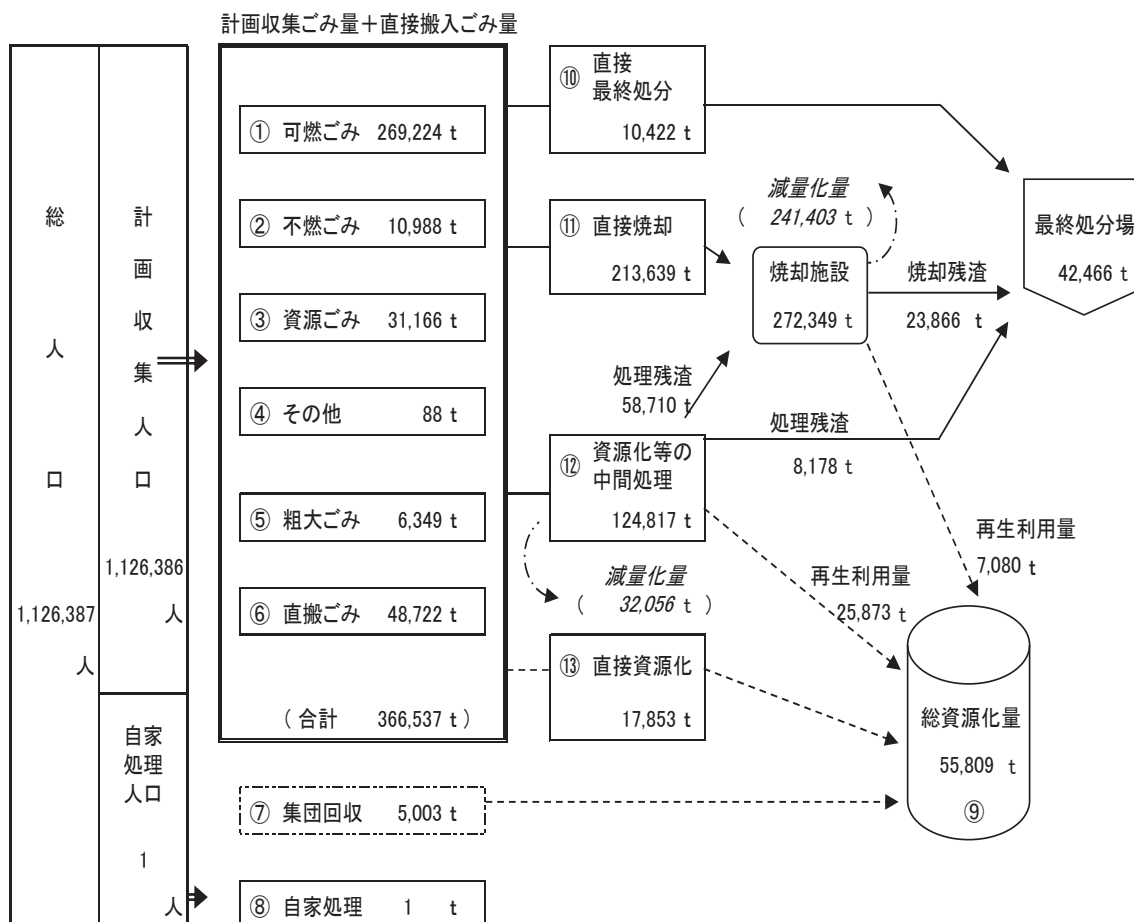 計画収集ごみ量＋直接搬入ごみ量
総人口
1,126,387
人
計画収集人口
1,126,386
人
自家
処理
人口
1
人
① 可燃ごみ 269,224 t
② 不燃ごみ 10,988 t
③ 資源ごみ 31,166 t
④ その他 88 t
⑤ 粗大ごみ 6,349 t
⑥ 直搬ごみ 48,722 t
（ 合計 366,537 t ）
⑦ 集団回収 5,003 t
⑧ 自家処理 1 t
⑩ 直接
最終処分
10,422 t
⑪ 直接焼却
213,639 t
減量化量
（ 241,403 t ）
焼却施設
272,349 t
焼却残渣
23,866 t
最終処分場
42,466 t
処理残渣
58,710 t
処理残渣
8,178 t
⑫ 資源化等の
中間処理
124,817 t
減量化量
（ 32,056 t ）
再生利用量
7,080 t
再生利用量
25,873 t
⑬ 直接資源化
17,853 t
総資源化量
55,809 t
⑨